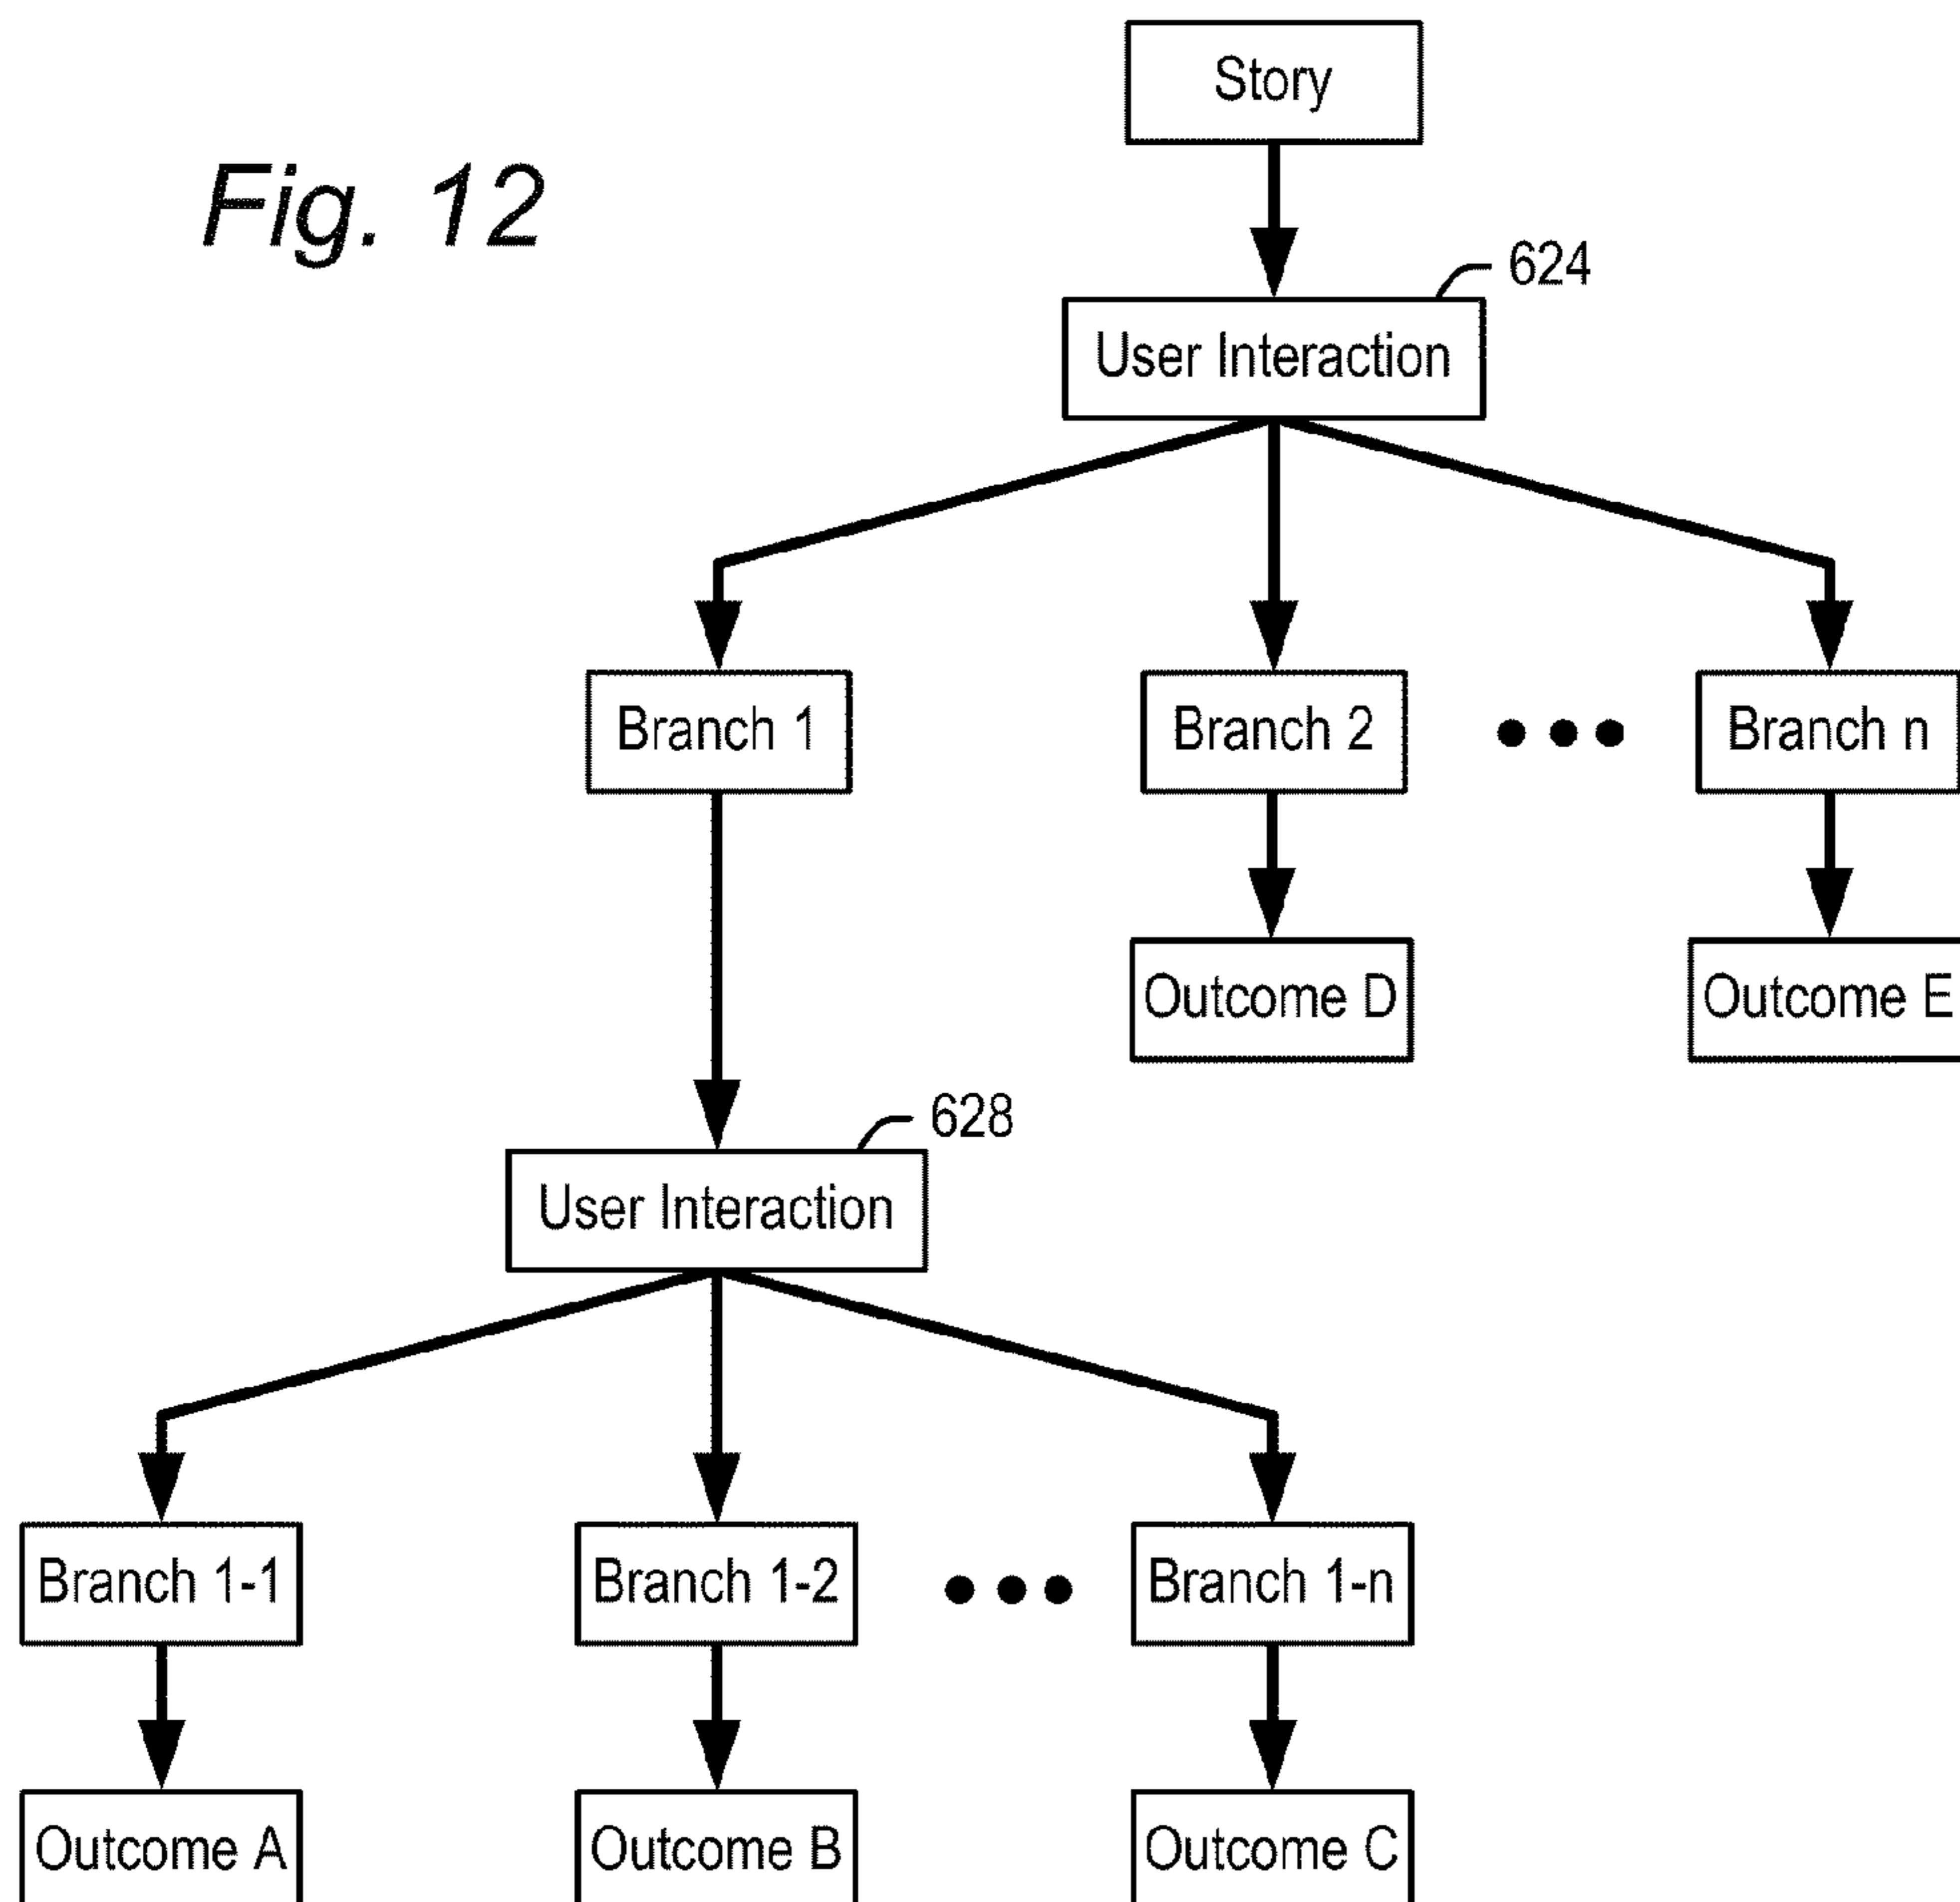 Story
Fig. 12
624
User Interaction
Branch 1
Branch 2
Branch n
Outcome D
Outcome E
628
User Interaction
Branch 1-1
Branch 1-2
Branch 1-n
Outcome A
Outcome B
Outcome C